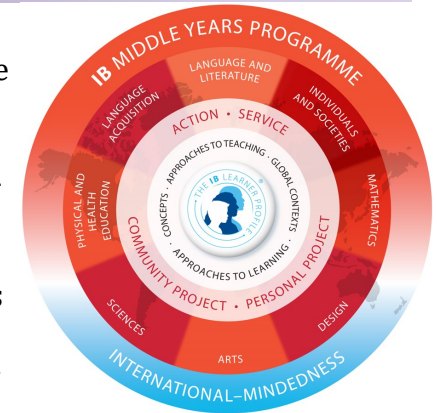 IB MIDDLE YEARS PROGRAMME
LANGUAGE AND
LITERATURE
INDIVIDUALS
AND SOCIETIES
MATHEMATICS
DESIGN
ARTS
SCIENCES
PHYSICAL AND
HEALTH
EDUCATION
LANGUAGE
ACQUISITION
ACTION • SERVICE
PERSONAL PROJECT
COMMUNITY PROJECT •
APPROACHES TO TEACHING ·
GLOBAL CONTEXTS
· APPROACHES TO LEARNING ·
CONCEPTS ·
THE IB LEARNER PROFILE
®
INTERNATIONAL–MINDEDNESS
e
s